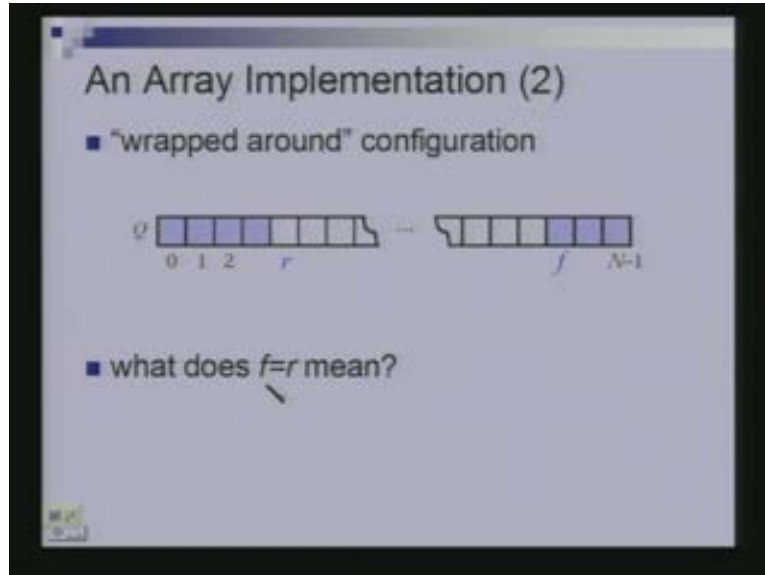 An Array Implementation (2)
"wrapped around" configuration
Q ...
0 1 2 r f N-1
what does f=r mean?